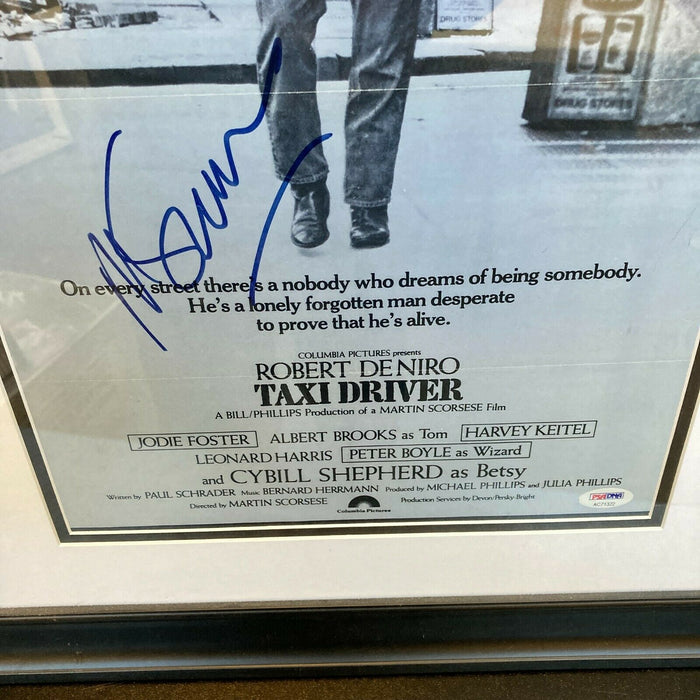 DRUG STORES
DRUG STORES
On every street there's a nobody who dreams of being somebody.
He's a lonely forgotten man desperate
to prove that he's alive.
COLUMBIA PICTURES presents
ROBERT DE NIRO
TAXI DRIVER
A BILL/PHILLIPS Production of a MARTIN SCORSESE Film
JODIE FOSTER ALBERT BROOKS as Tom HARVEY KEITEL
LEONARD HARRIS PETER BOYLE as Wizard
and CYBILL SHEPHERD as Betsy
Written by PAUL SCHRADER Music BERNARD HERRMANN Produced by MICHAEL PHILLIPS and JULIA PHILLIPS
Directed by MARTIN SCORSESE Production Services by Devon/Persky-Bright
Columbia Pictures
PSA DNA